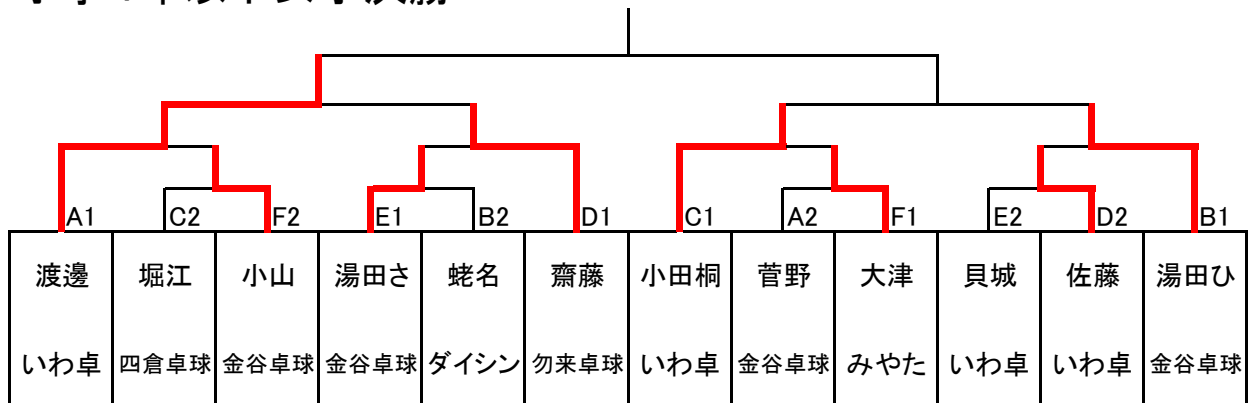 A1 C2 F2 E1 B2 D1 C1 A2 F1 E2 D2 B1
渡邊 堀江 小山 湯田さ 蛯名 齋藤 小田桐 菅野 大津 貝城 佐藤 湯田ひ
いわ卓 四倉卓球 金谷卓球 金谷卓球 ダイシン 勿来卓球 いわ卓 金谷卓球 みやた いわ卓 いわ卓 金谷卓球